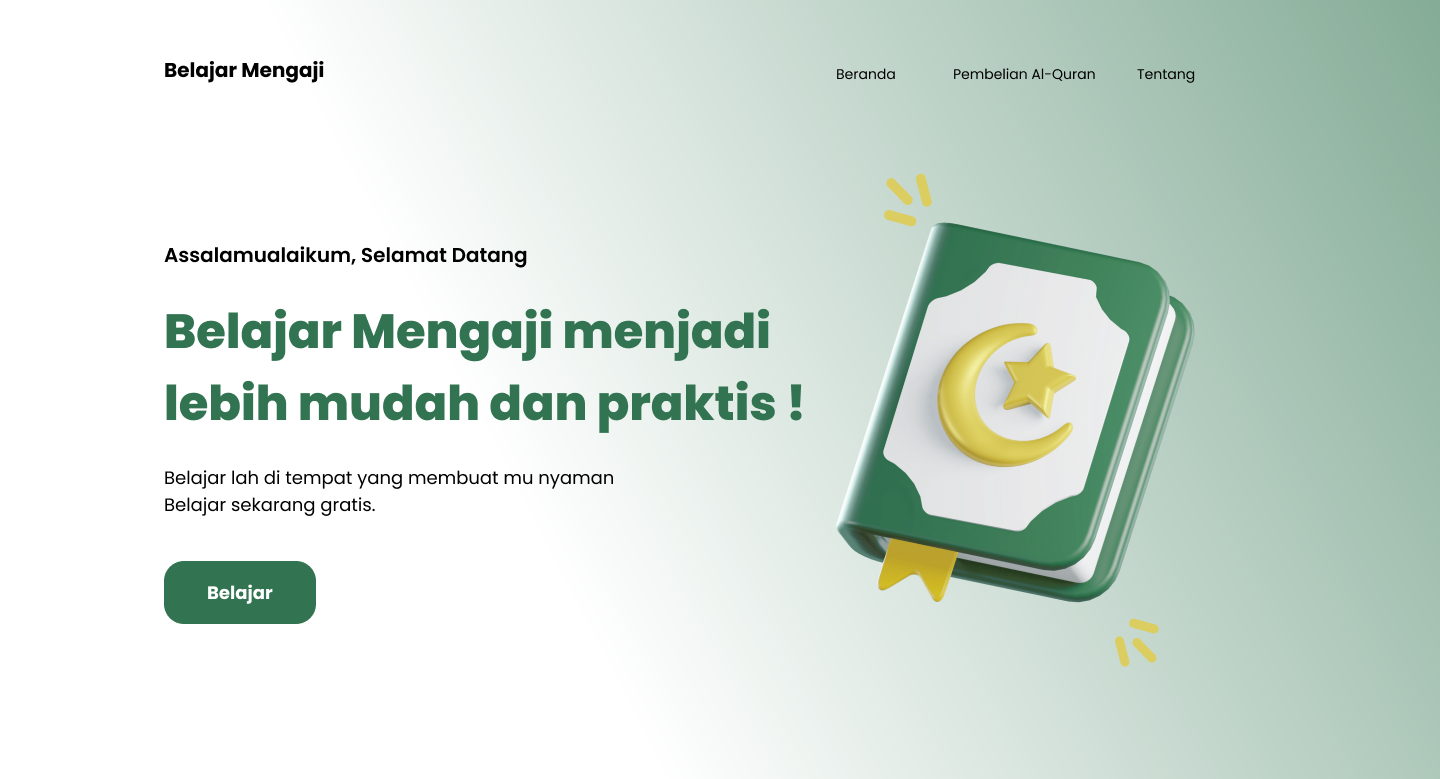 Belajar Mengaji
Beranda
Pembelian Al-Quran
Tentang
Assalamualaikum, Selamat Datang
Belajar Mengaji menjadi
lebih mudah dan praktis !
Belajar lah di tempat yang membuat mu nyaman
Belajar sekarang gratis.
Belajar